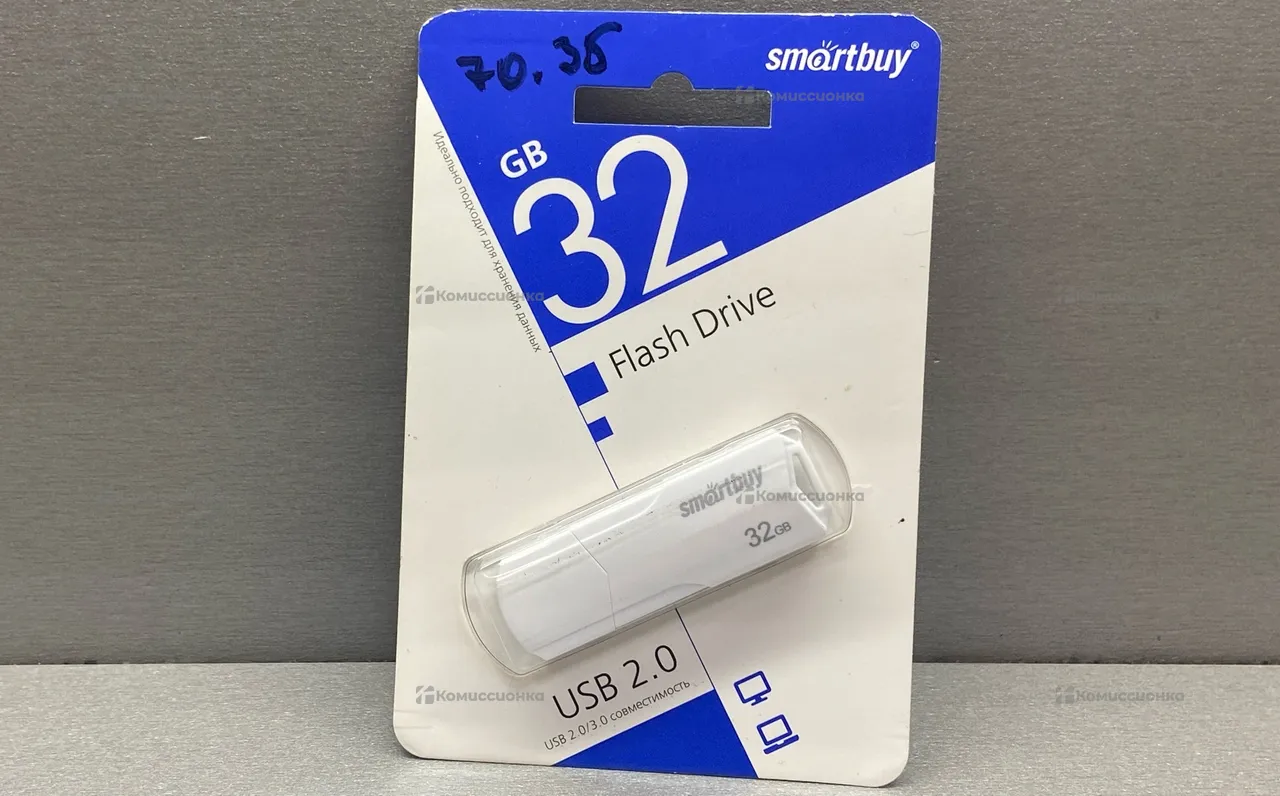 70.36
smartbuy®
Комиссионка
GB
32
Идеально подходит для хранения данных
Комиссионка
Flash Drive
smartbuy
Комиссионка
32GB
USB 2.0
USB 2.0/3.0 совместимость
Комиссионка
Комиссионка